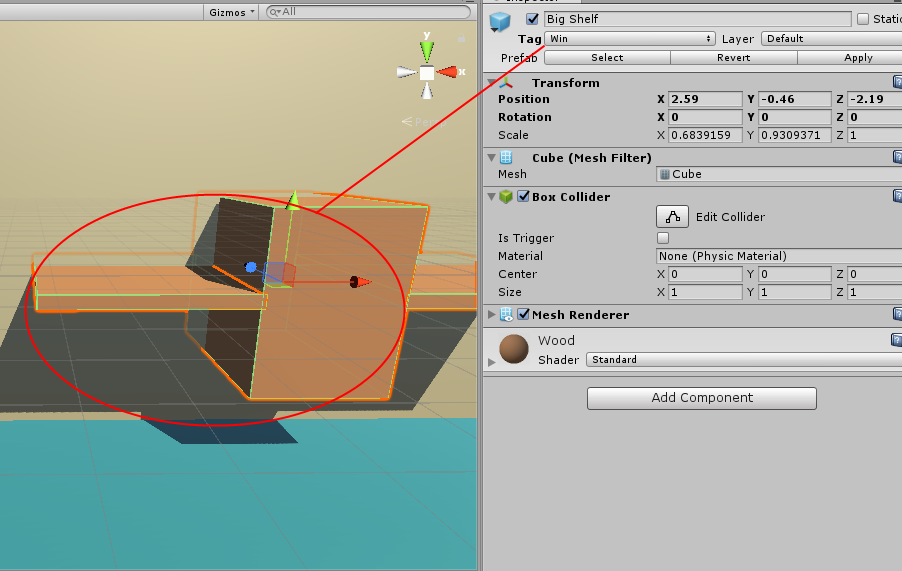 Gizmos All
y
x
Pers
Big Shelf Static
Tag Win Layer Default
Prefab Select Revert Apply
Transform
Position X 2.59 Y -0.46 Z -2.19
Rotation X 0 Y 0 Z 0
Scale X 0.6839159 Y 0.9309371 Z 1
Cube (Mesh Filter)
Mesh Cube
Box Collider
Edit Collider
Is Trigger
Material None (Physic Material)
Center X 0 Y 0 Z 0
Size X 1 Y 1 Z 1
Mesh Renderer
Wood
Shader Standard
Add Component